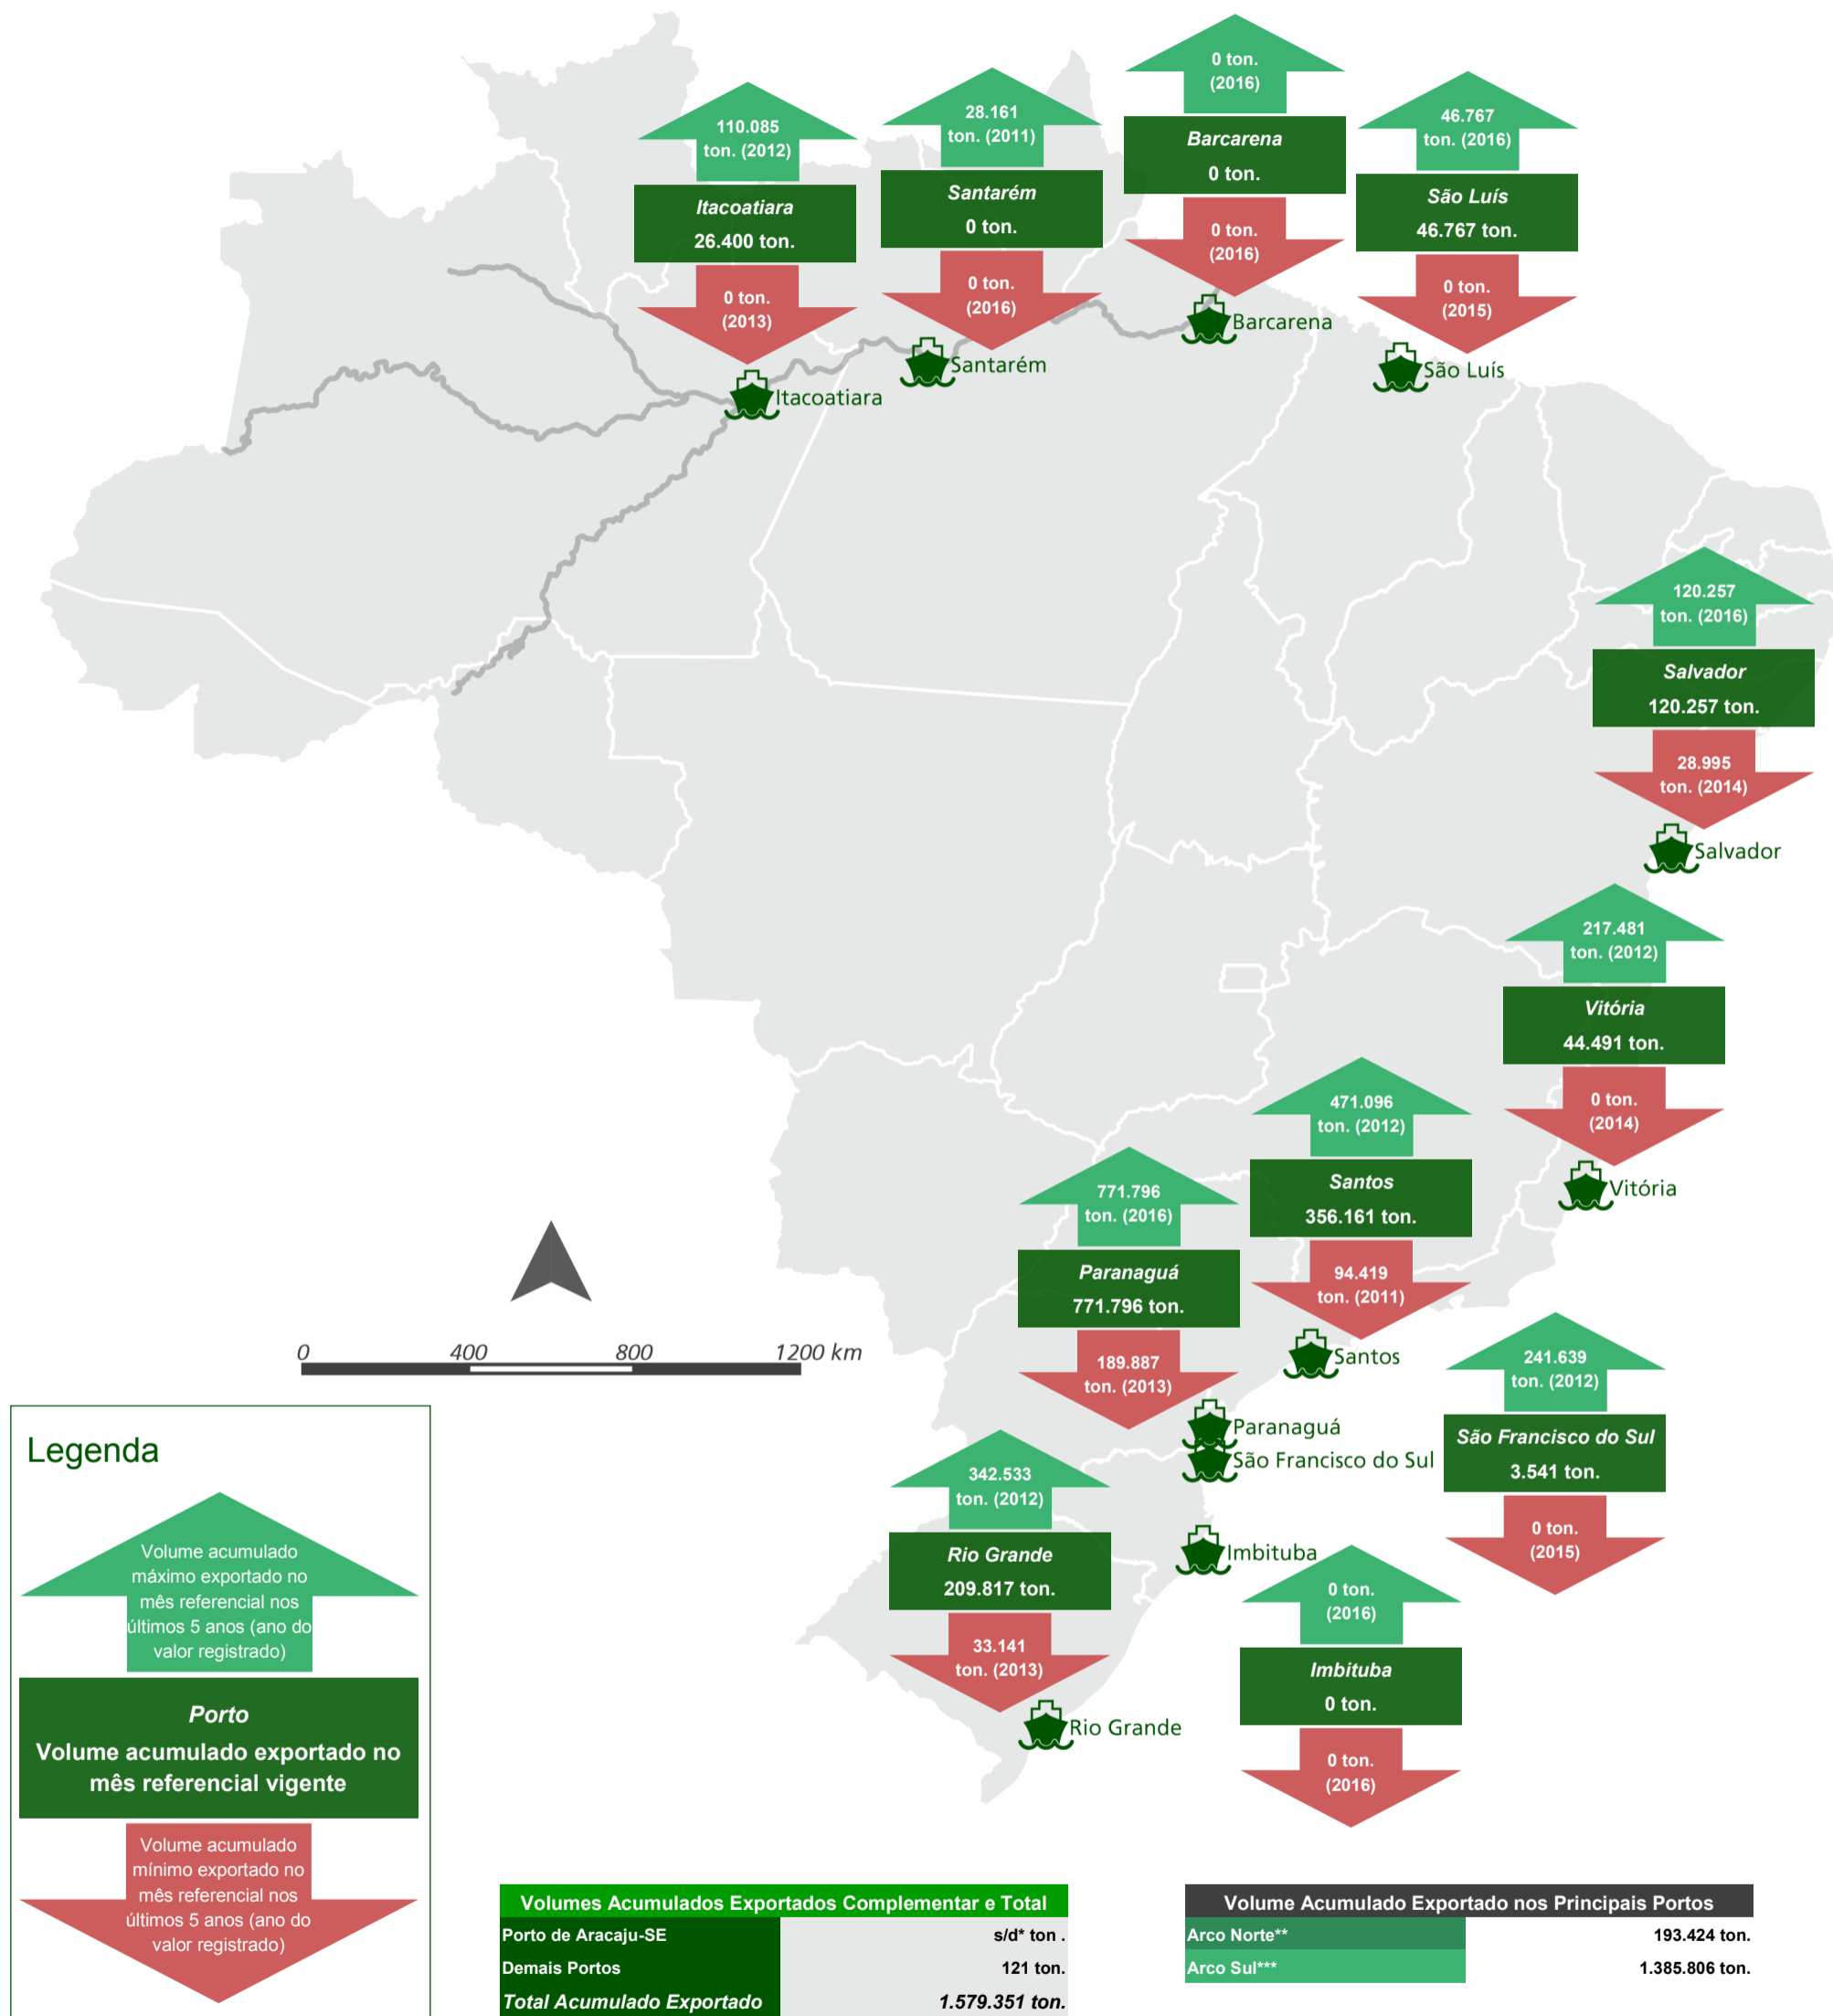 0 ton.
(2016)
Barcarena
0 ton.
0 ton.
(2016)
28.161
ton. (2011)
Santarém
0 ton.
0 ton.
(2016)
46.767
ton. (2016)
São Luís
46.767 ton.
0 ton.
(2015)
110.085
ton. (2012)
Itacoatiara
26.400 ton.
0 ton.
(2013)
Barcarena
Santarém
São Luís
Itacoatiara
120.257
ton. (2016)
Salvador
120.257 ton.
28.995
ton. (2014)
Salvador
217.481
ton. (2012)
Vitória
44.491 ton.
0 ton.
(2014)
Vitória
471.096
ton. (2012)
Santos
356.161 ton.
94.419
ton. (2011)
Santos
771.796
ton. (2016)
Paranaguá
771.796 ton.
189.887
ton. (2013)
Paranaguá
São Francisco do Sul
241.639
ton. (2012)
São Francisco do Sul
3.541 ton.
0 ton.
(2015)
0 400 800 1200 km
342.533
ton. (2012)
Rio Grande
209.817 ton.
33.141
ton. (2013)
Rio Grande
Imbituba
0 ton.
(2016)
Imbituba
0 ton.
0 ton.
(2016)
Legenda
Volume acumulado
máximo exportado no
mês referencial nos
últimos 5 anos (ano do
valor registrado)
Porto
Volume acumulado exportado no
mês referencial vigente
Volume acumulado
mínimo exportado no
mês referencial nos
últimos 5 anos (ano do
valor registrado)
Volumes Acumulados Exportados Complementar e Total
Porto de Aracaju-SE s/d* ton .
Demais Portos 121 ton.
Total Acumulado Exportado 1.579.351 ton.
Volume Acumulado Exportado nos Principais Portos
Arco Norte** 193.424 ton.
Arco Sul*** 1.385.806 ton.